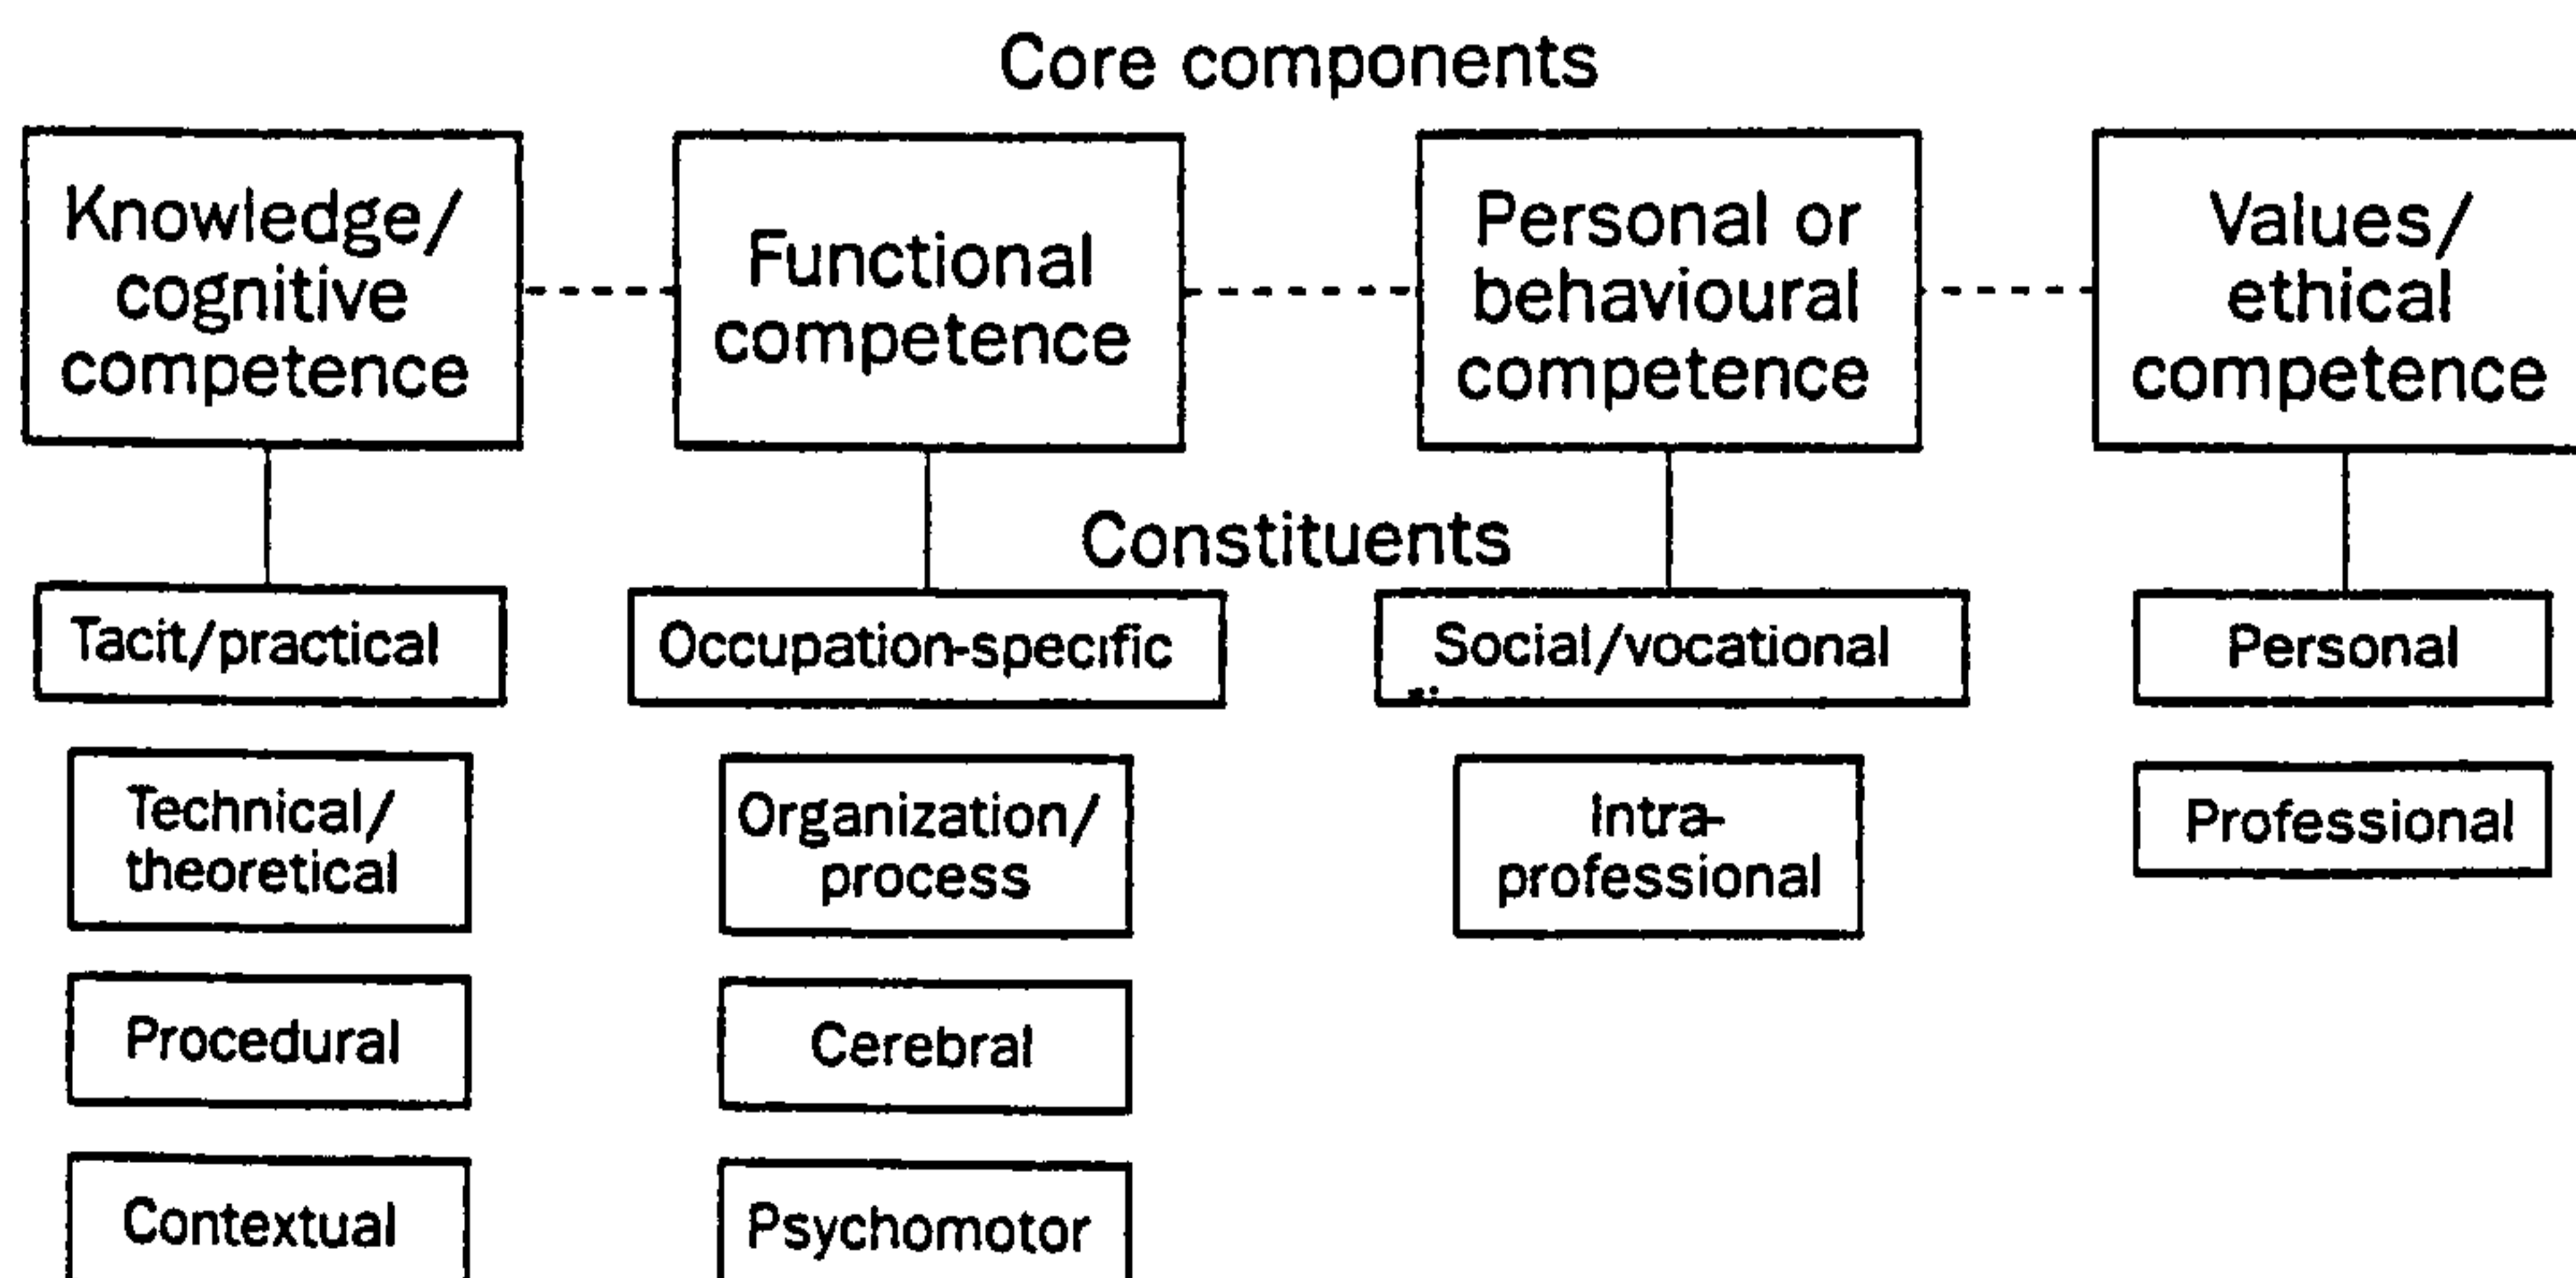 Core components
Knowledge/
cognitive
competence
Functional
competence
Personal or
behavioural
competence
Values/
ethical
competence
Constituents
Tacit/practical
Occupation-specific
Social/vocational
Personal
Technical/
theoretical
Organization/
process
Intra-
professional
Professional
Procedural
Cerebral
Contextual
Psychomotor